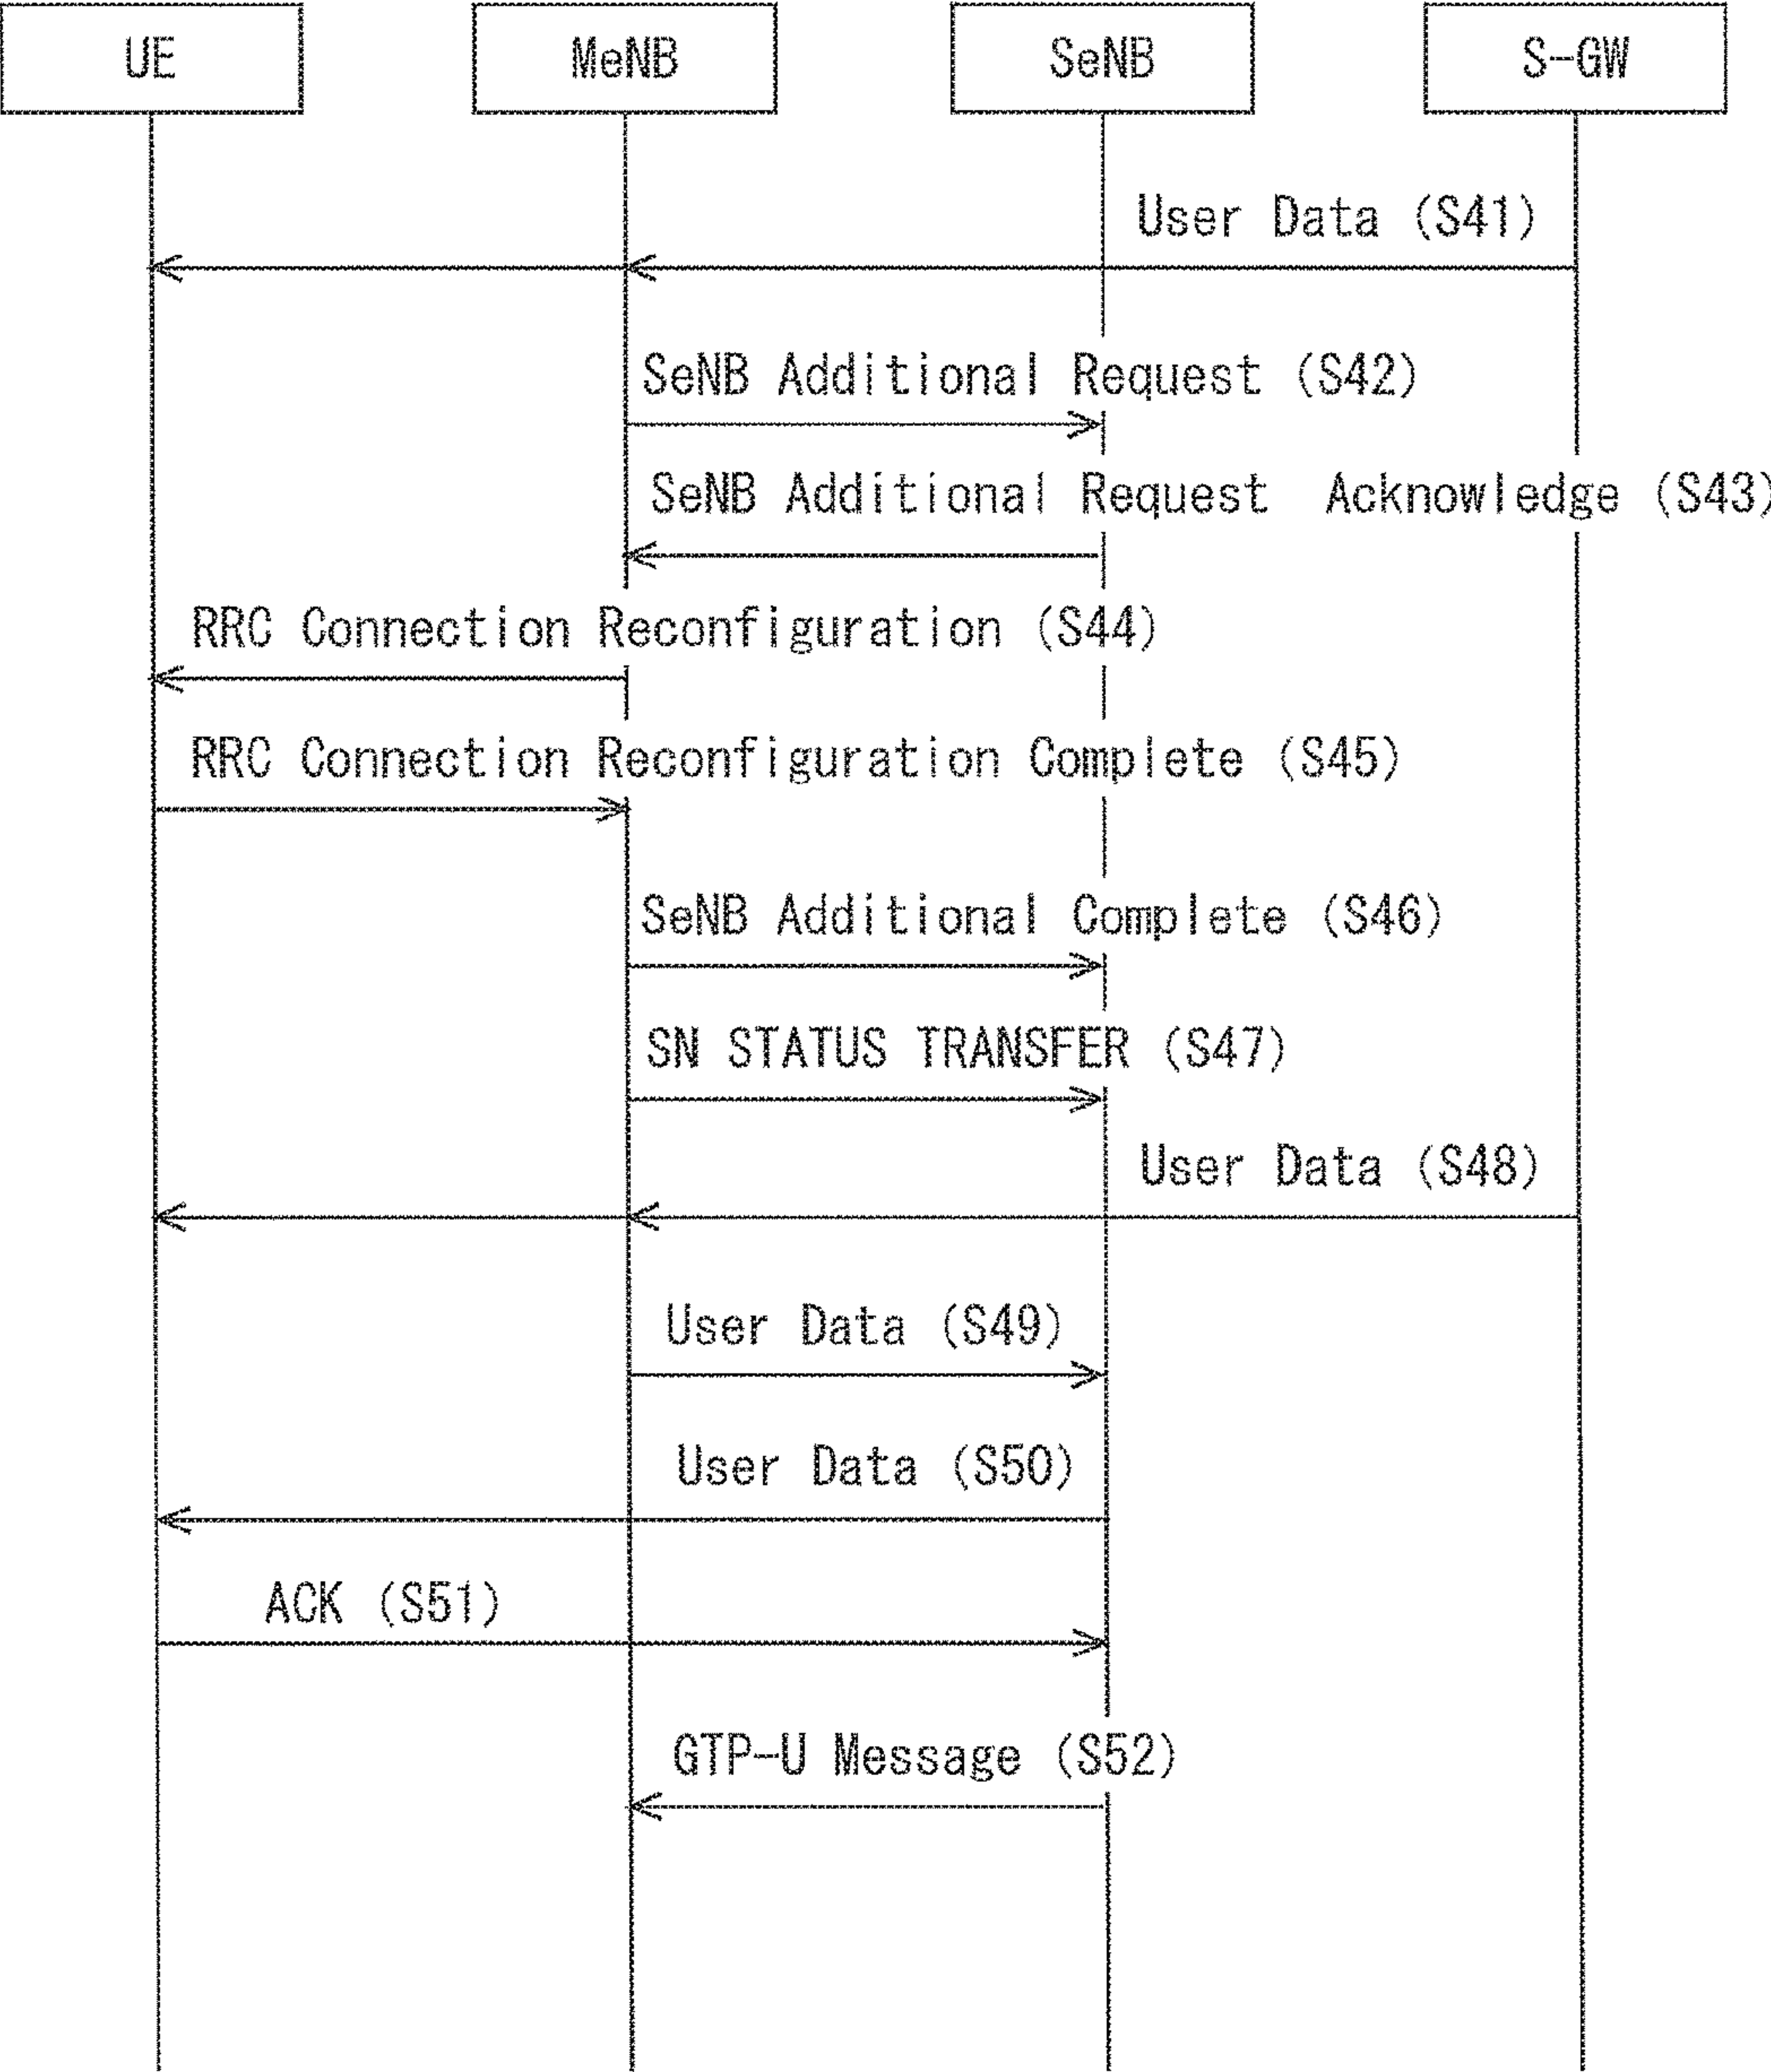 UE MeNB SeNB S-GW
User Data (S41)
SeNB Additional Request (S42)
SeNB Additional Request Acknowledge (S43)
RRC Connection Reconfiguration (S44)
RRC Connection Reconfiguration Complete (S45)
SeNB Additional Complete (S46)
SN STATUS TRANSFER (S47)
User Data (S48)
User Data (S49)
User Data (S50)
ACK (S51)
GTP-U Message (S52)